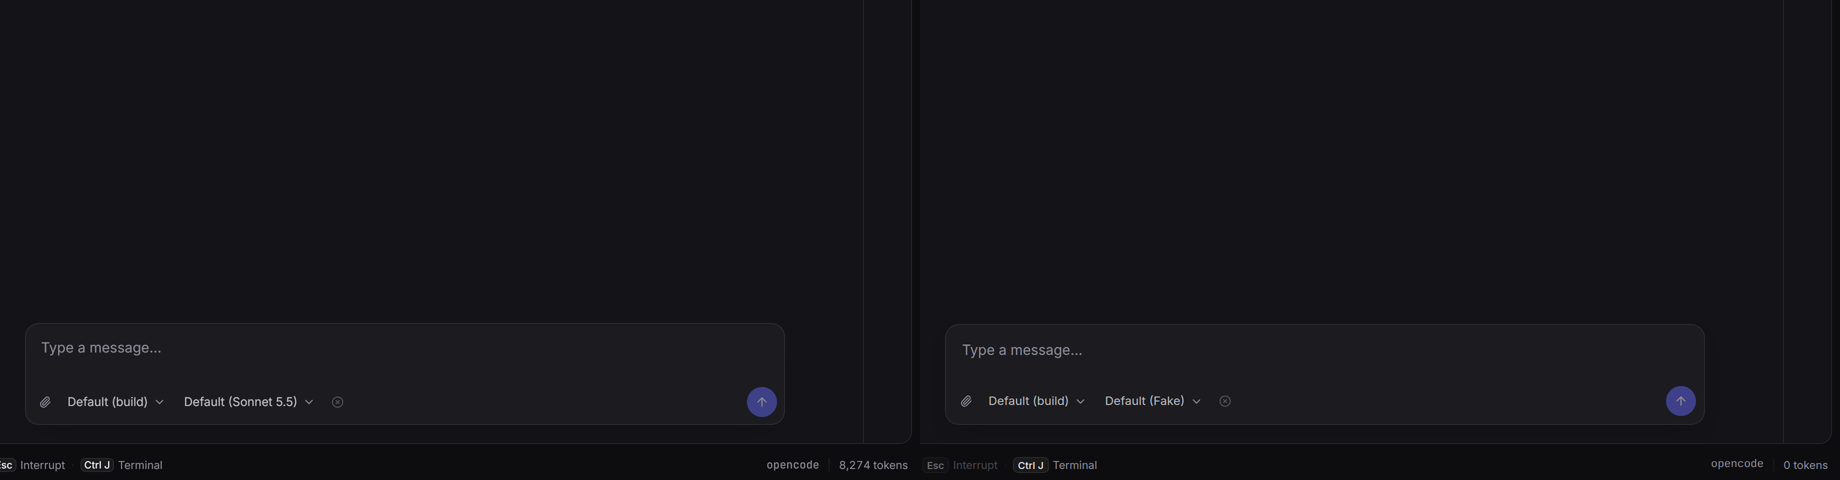 Type a message...
Default (build) Default (Sonnet 5.5)
Esc Interrupt Ctrl J Terminal opencode 8,274 tokens
Type a message...
Default (build) Default (Fake)
Esc Interrupt Ctrl J Terminal opencode 0 tokens